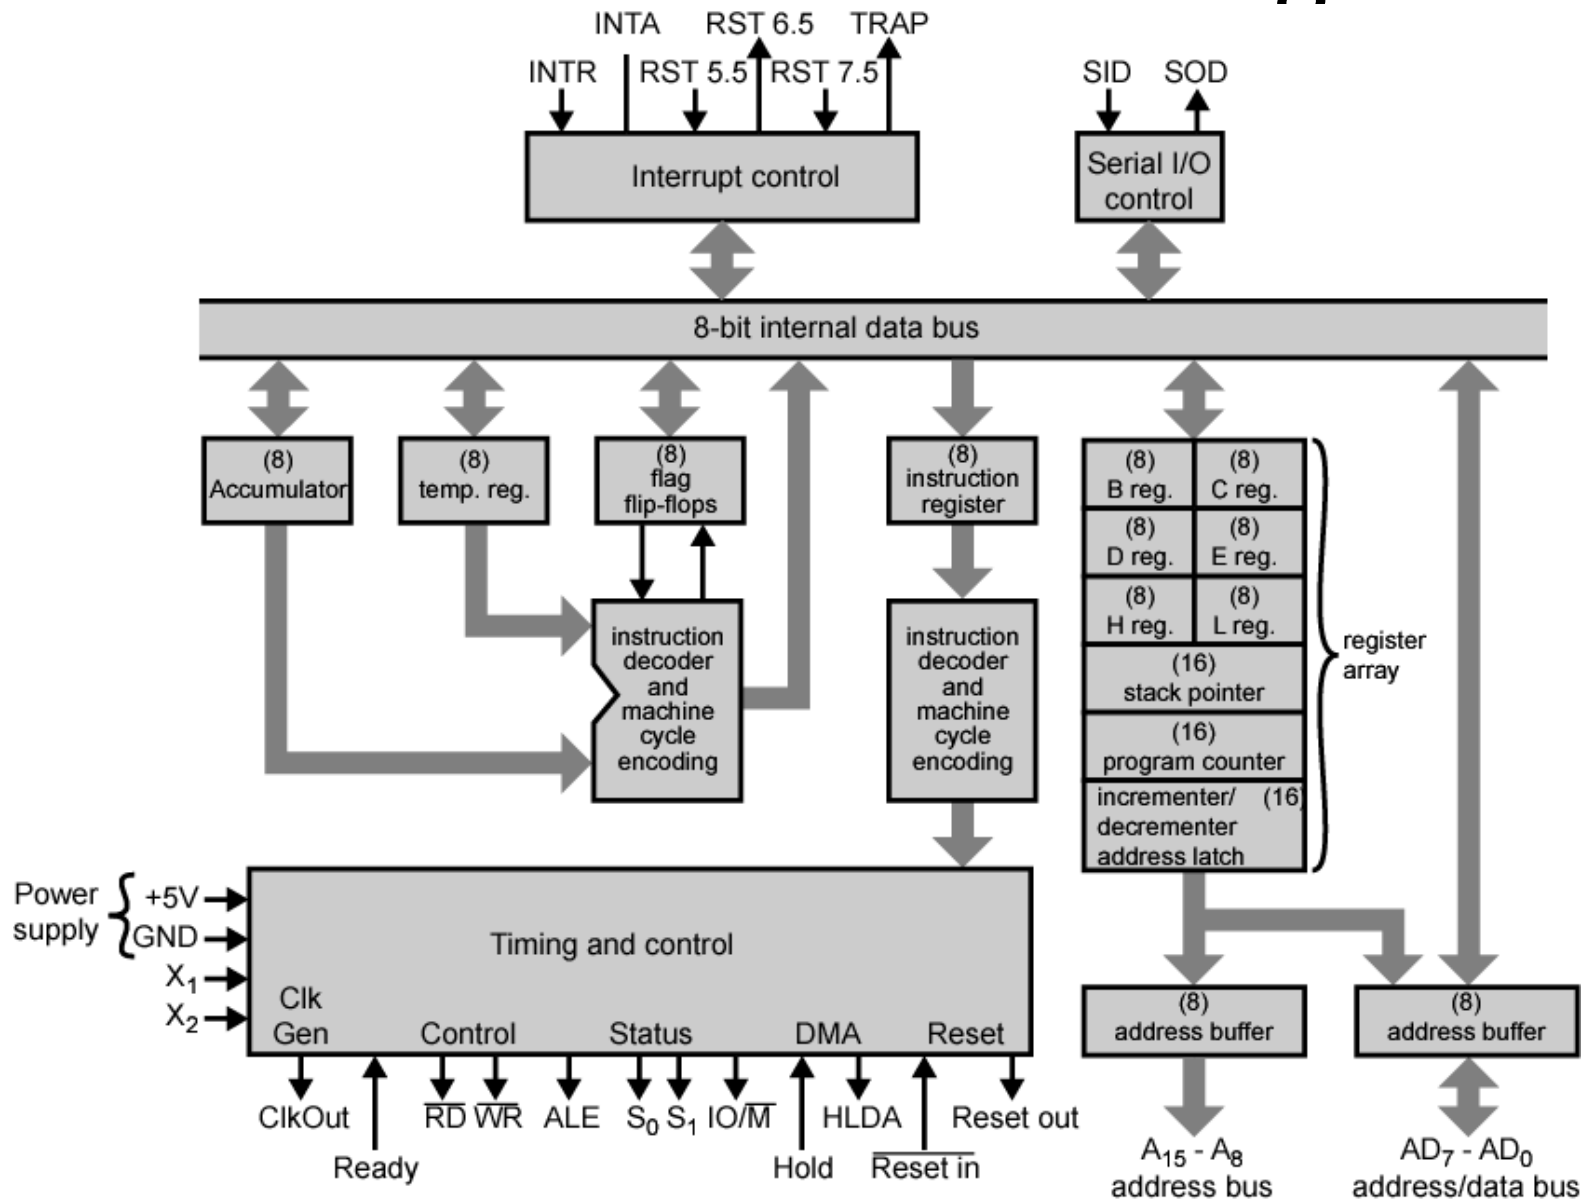 INTA RST 6.5 TRAP
INTR RST 5.5 RST 7.5 SID SOD
Interrupt control
Serial I/O
control
8-bit internal data bus
(8)
Accumulator
(8)
temp. reg.
(8)
flag
flip-flops
(8)
instruction
register
(8)
B reg.
(8)
C reg.
(8)
D reg.
(8)
E reg.
(8)
H reg.
(8)
L reg.
(16)
stack pointer
(16)
program counter
incrementer/ (16)
decrementer
address latch
register
array
instruction
decoder
and
machine
cycle
encoding
instruction
decoder
and
machine
cycle
encoding
Power
supply
+5V
GND
X1
X2
Timing and control
Clk
Gen Control Status DMA Reset
ClkOut R̅D̅ W̅R̅ ALE S0 S1 IO/M̅ HLDA Reset out
Ready Hold R̅e̅s̅e̅t̅ i̅n̅
(8)
address buffer
(8)
address buffer
A15 - A8
address bus
AD7 - AD0
address/data bus